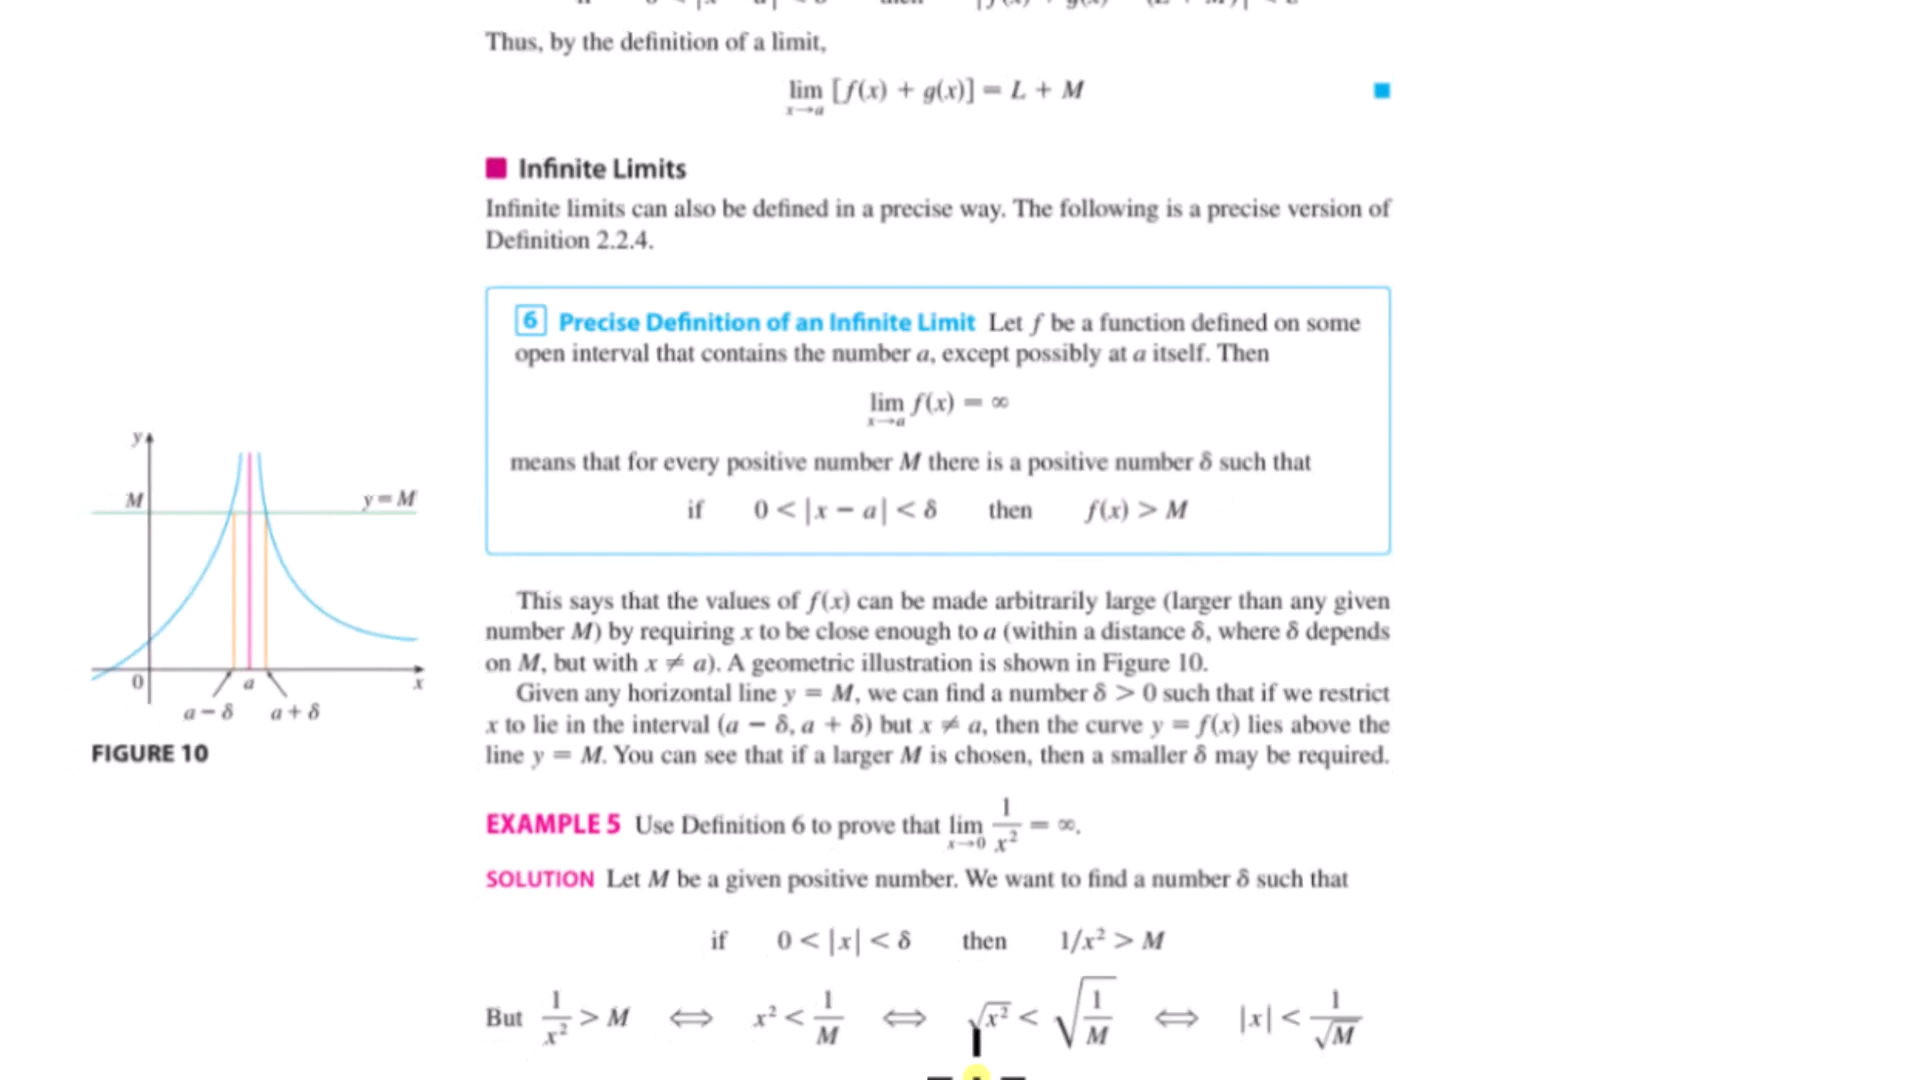 Thus, by the definition of a limit,
lim x→a [f(x) + g(x)] = L + M
Infinite Limits
Infinite limits can also be defined in a precise way. The following is a precise version of
Definition 2.2.4.
6 Precise Definition of an Infinite Limit Let f be a function defined on some
open interval that contains the number a, except possibly at a itself. Then
lim x→a f(x) = ∞
means that for every positive number M there is a positive number δ such that
if 0 < |x − a| < δ then f(x) > M
y
M
y = M
0
a
x
a − δ
a + δ
FIGURE 10
This says that the values of f(x) can be made arbitrarily large (larger than any given
number M) by requiring x to be close enough to a (within a distance δ, where δ depends
on M, but with x ≠ a). A geometric illustration is shown in Figure 10.
Given any horizontal line y = M, we can find a number δ > 0 such that if we restrict
x to lie in the interval (a − δ, a + δ) but x ≠ a, then the curve y = f(x) lies above the
line y = M. You can see that if a larger M is chosen, then a smaller δ may be required.
EXAMPLE 5 Use Definition 6 to prove that lim x→0 1/x² = ∞.
SOLUTION Let M be a given positive number. We want to find a number δ such that
if 0 < |x| < δ then 1/x² > M
But 1/x² > M ⟺ x² < 1/M ⟺ √x² < √(1/M) ⟺ |x| < 1/√M